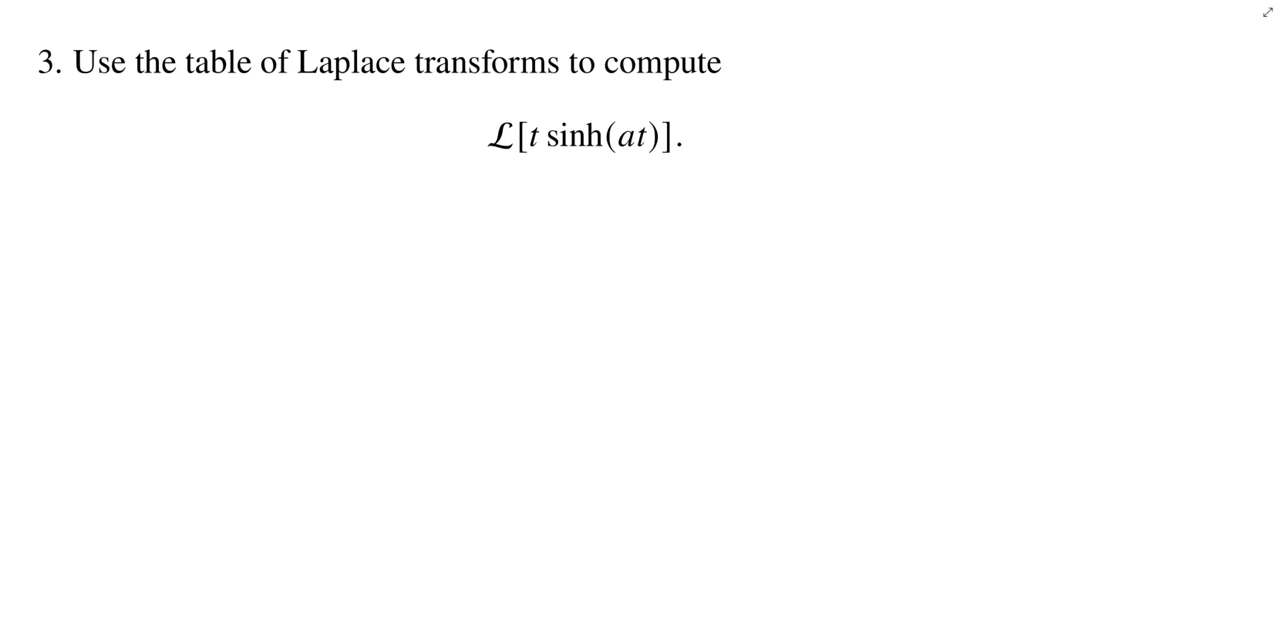 3. Use the table of Laplace transforms to compute
ℒ[t sinh(at)].